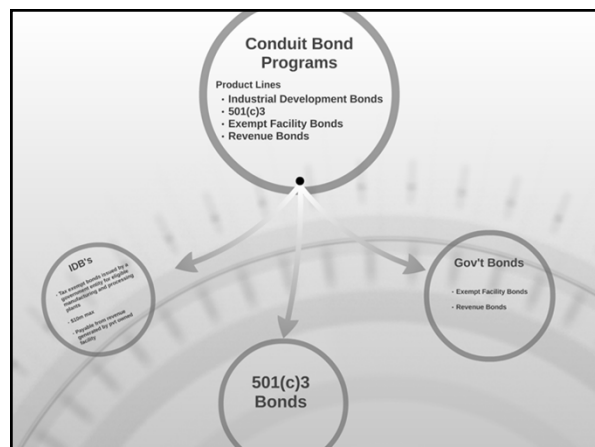 Conduit Bond
Programs
Product Lines
· Industrial Development Bonds
· 501(c)3
· Exempt Facility Bonds
· Revenue Bonds
IDB's
· Tax exempt bonds issued by a
government entity for eligible
manufacturing and processing
plants
· $10m max
· Payable from revenue
generated by pvt owned
facility
501(c)3
Bonds
Gov't Bonds
· Exempt Facility Bonds
· Revenue Bonds